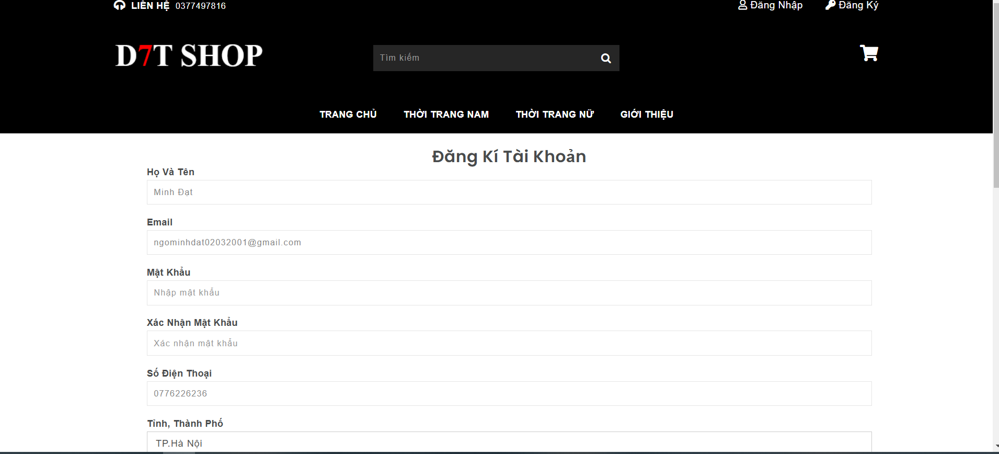 LIÊN HỆ 0377497816
Đăng Nhập Đăng Ký
D7T SHOP
Tìm kiếm
TRANG CHỦ THỜI TRANG NAM THỜI TRANG NỮ GIỚI THIỆU
Đăng Kí Tài Khoản
Họ Và Tên
Minh Đạt
Email
ngominhdat02032001@gmail.com
Mật Khẩu
Nhập mật khẩu
Xác Nhận Mật Khẩu
Xác nhận mật khẩu
Số Điện Thoại
0776226236
Tỉnh, Thành Phố
TP.Hà Nội